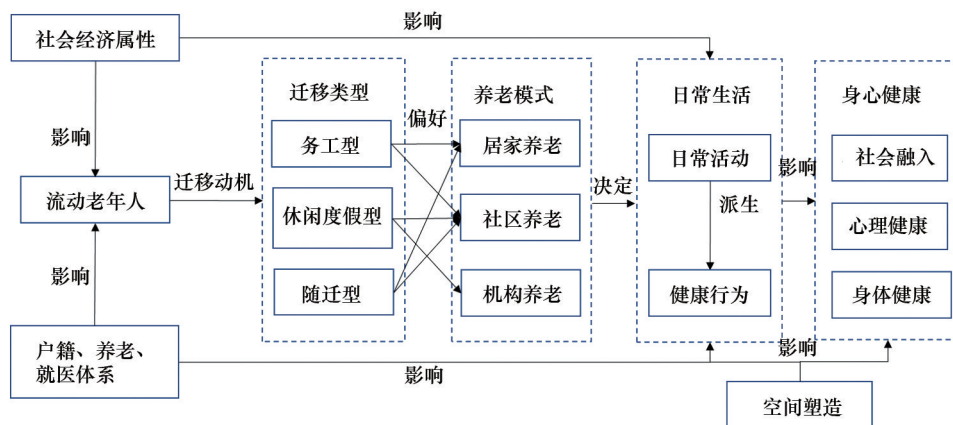 影响
社会经济属性
迁移类型
养老模式
日常生活
身心健康
影响
务工型
偏好
居家养老
日常活动
影响
社会融入
流动老年人
迁移动机
休闲度假型
社区养老
决定
派生
心理健康
影响
随迁型
机构养老
健康行为
身体健康
户籍、养老、
就医体系
影响
影响
空间塑造